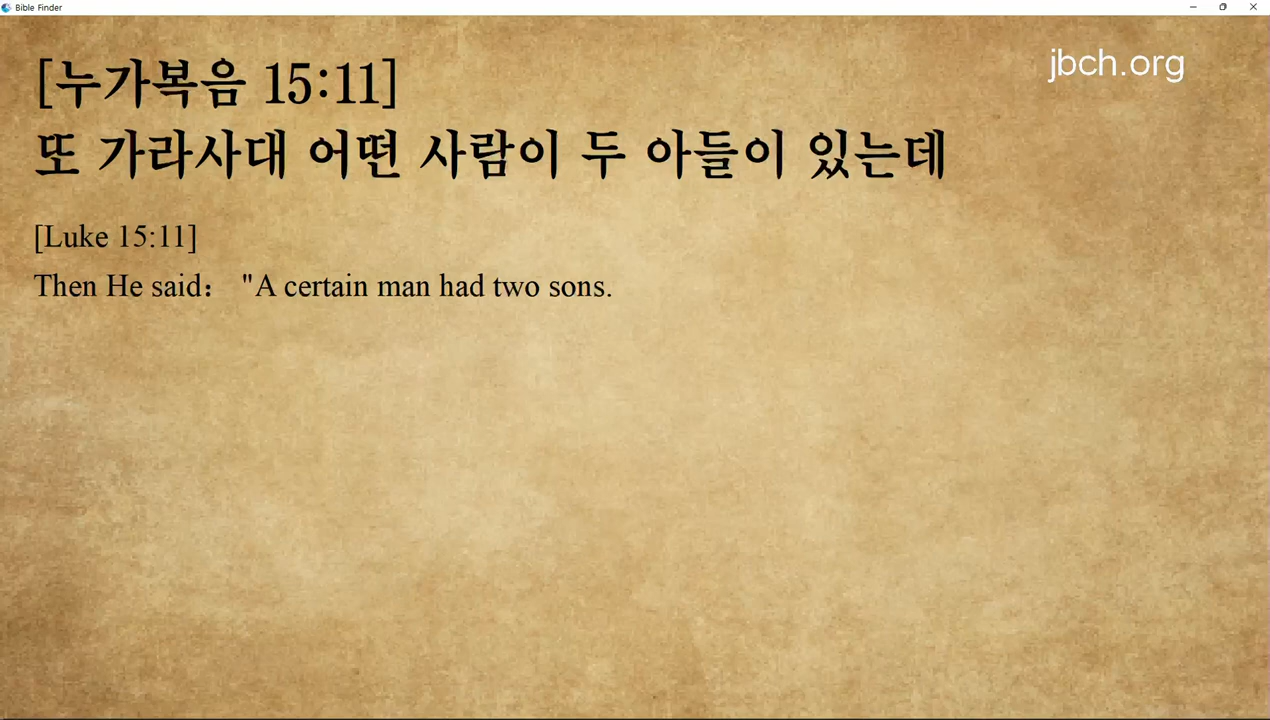 Bible Finder
jbch.org
[누가복음 15:11]
또 가라사대 어떤 사람이 두 아들이 있는데
[Luke 15:11]
Then He said： "A certain man had two sons.